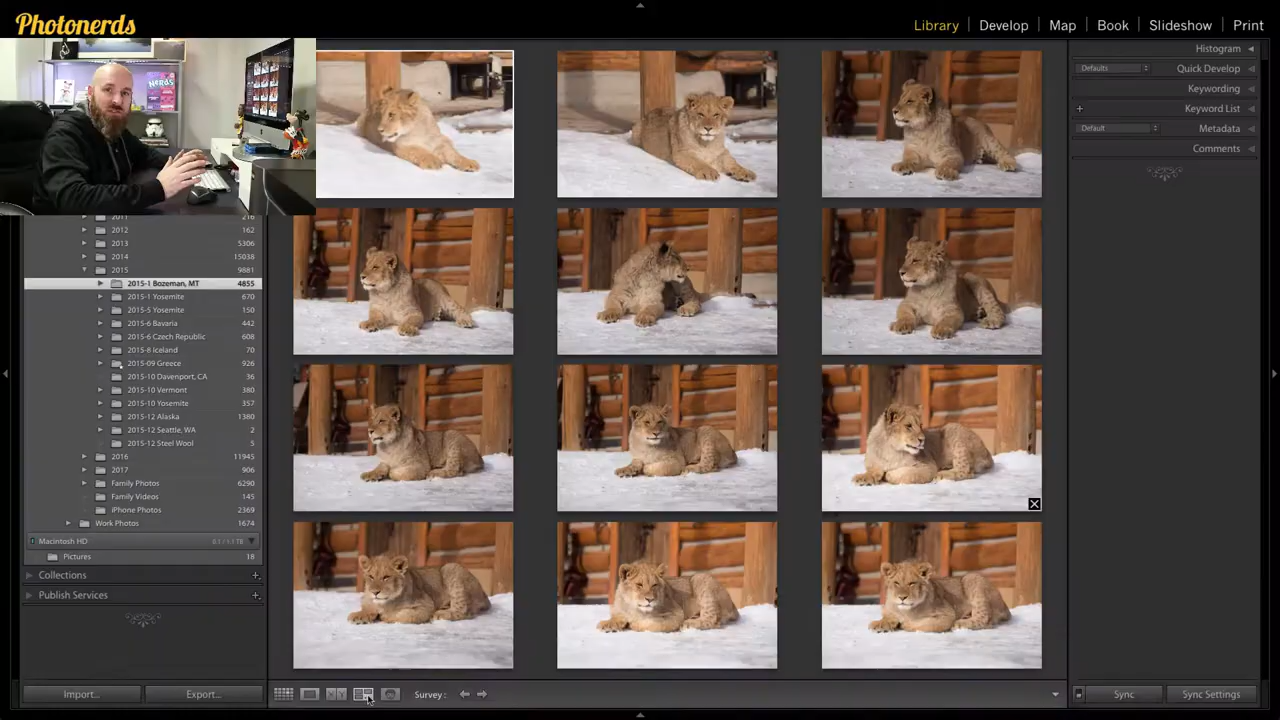 Photonerds
Library | Develop | Map | Book | Slideshow | Print
NERDS
2011 216
2012 162
2013 5306
2014 15038
2015 9881
2015-1 Bozeman, MT 4855
2015-1 Yosemite 670
2015-5 Yosemite 150
2015-6 Bavaria 442
2015-6 Czech Republic 608
2015-8 Iceland 70
2015-09 Greece 926
2015-10 Davenport, CA 36
2015-10 Vermont 380
2015-10 Yosemite 357
2015-12 Alaska 1380
2015-12 Seattle, WA 2
2015-12 Steel Wool 5
2016 11945
2017 906
Family Photos 6290
Family Videos 145
iPhone Photos 2369
Work Photos 1674
Macintosh HD
Pictures 18
Collections
Publish Services
Import...
Export...
Survey :
Histogram
Defaults Quick Develop
Keywording
Keyword List
Default Metadata
Comments
Sync
Sync Settings